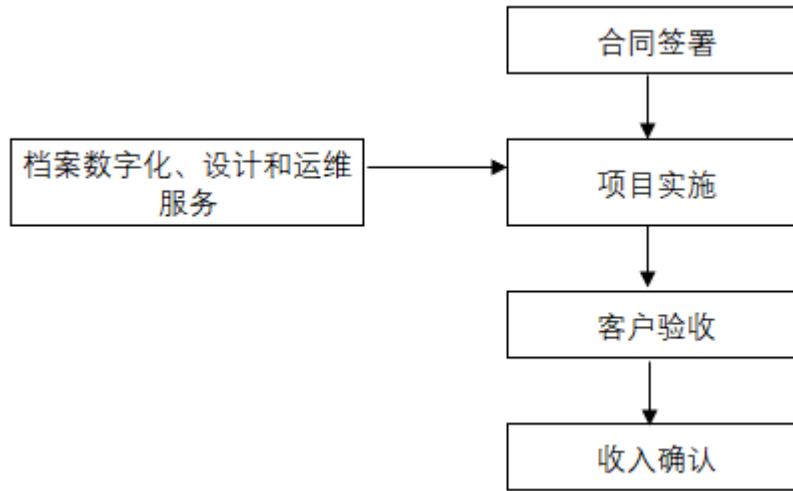 合同签署
档案数字化、设计和运维
服务
项目实施
客户验收
收入确认